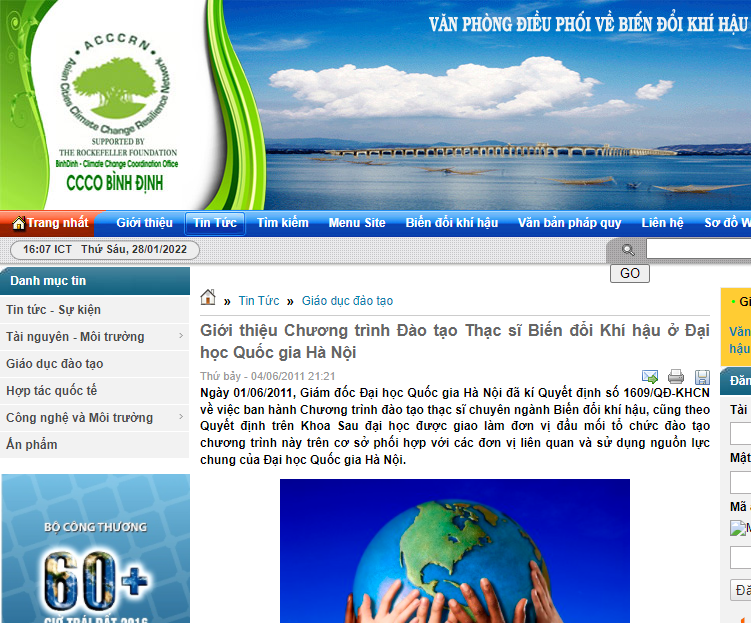 VĂN PHÒNG ĐIỀU PHỐI VỀ BIẾN ĐỔI KHÍ HẬU
ACCCRN
Asian Cities Climate Change Resilience Network
SUPPORTED BY
THE ROCKEFELLER FOUNDATION
BinhDinh - Climate Change Coordination Office
CCCO BÌNH ĐỊNH
Trang nhất Giới thiệu Tin Tức Tìm kiếm Menu Site Biến đổi khí hậu Văn bản pháp quy Liên hệ Sơ đồ W
16:07 ICT Thứ Sáu, 28/01/2022
GO
Danh mục tin
Tin tức - Sự kiện
Tài nguyên - Môi trường
Giáo dục đào tạo
Hợp tác quốc tế
Công nghệ và Môi trường
Ấn phẩm
BỘ CÔNG THƯƠNG
60+
GIỜ TRÁI ĐẤT 2016
» Tin Tức » Giáo dục đào tạo
Giới thiệu Chương trình Đào tạo Thạc sĩ Biến đổi Khí hậu ở Đại
học Quốc gia Hà Nội
Thứ bảy - 04/06/2011 21:21
Ngày 01/06/2011, Giám đốc Đại học Quốc gia Hà Nội đã kí Quyết định số 1609/QĐ-KHCN
về việc ban hành Chương trình đào tạo thạc sĩ chuyên ngành Biến đổi khí hậu, cũng theo
Quyết định trên Khoa Sau đại học được giao làm đơn vị đầu mối tổ chức đào tạo
chương trình này trên cơ sở phối hợp với các đơn vị liên quan và sử dụng nguồn lực
chung của Đại học Quốc gia Hà Nội.
Văn
hậu
Đăn
Tài
Mật
Mã